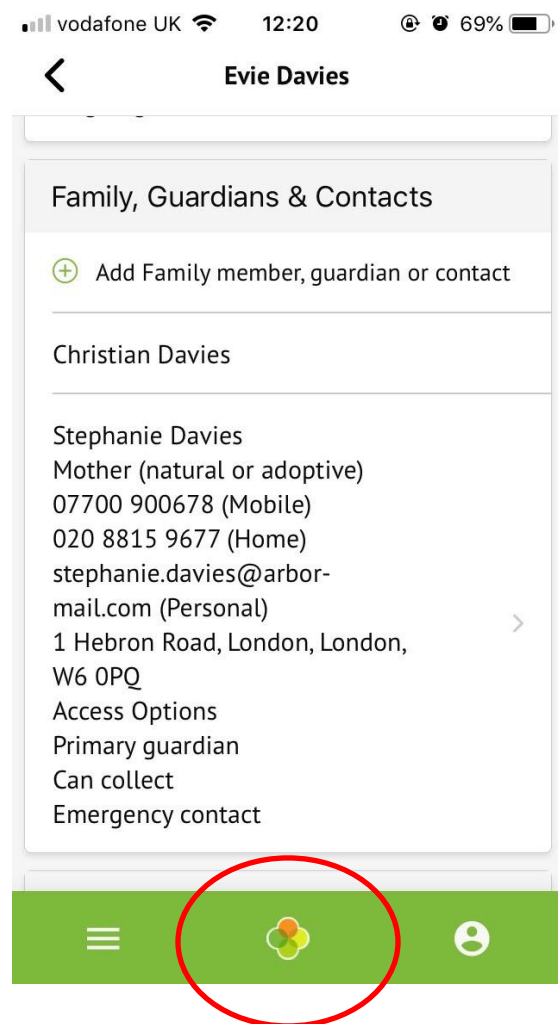 vodafone UK 12:20 69%
Evie Davies
Family, Guardians & Contacts
Add Family member, guardian or contact
Christian Davies
Stephanie Davies
Mother (natural or adoptive)
07700 900678 (Mobile)
020 8815 9677 (Home)
stephanie.davies@arbor-
mail.com (Personal)
1 Hebron Road, London, London,
W6 0PQ
Access Options
Primary guardian
Can collect
Emergency contact